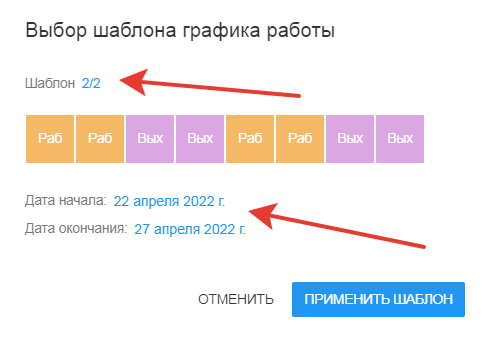 Выбор шаблона графика работы
Шаблон 2/2
Раб Раб Вых Вых Раб Раб Вых Вых
Дата начала: 22 апреля 2022 г.
Дата окончания: 27 апреля 2022 г.
ОТМЕНИТЬ ПРИМЕНИТЬ ШАБЛОН